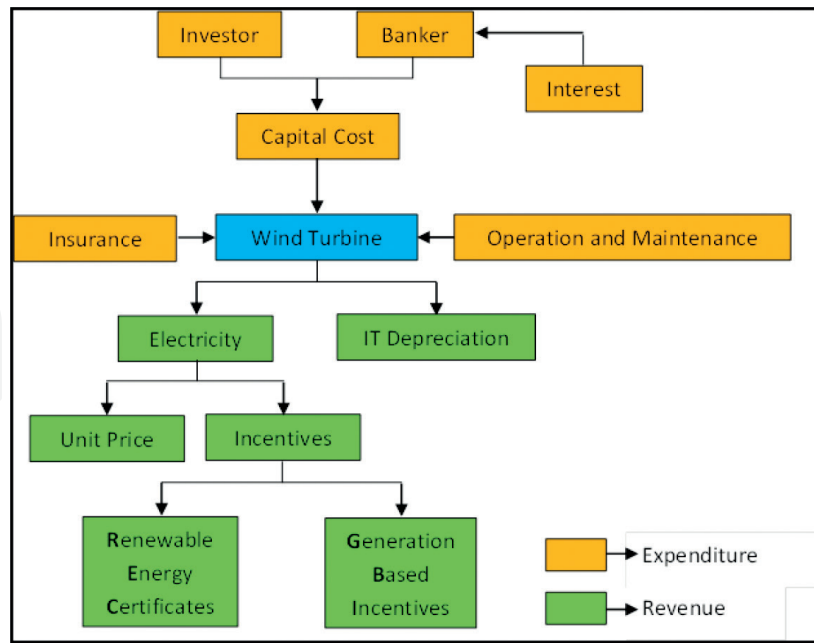 Investor
Banker
Interest
Capital Cost
Insurance
Wind Turbine
Operation and Maintenance
Electricity
IT Depreciation
Unit Price
Incentives
Renewable
Energy
Certificates
Generation
Based
Incentives
Expenditure
Revenue